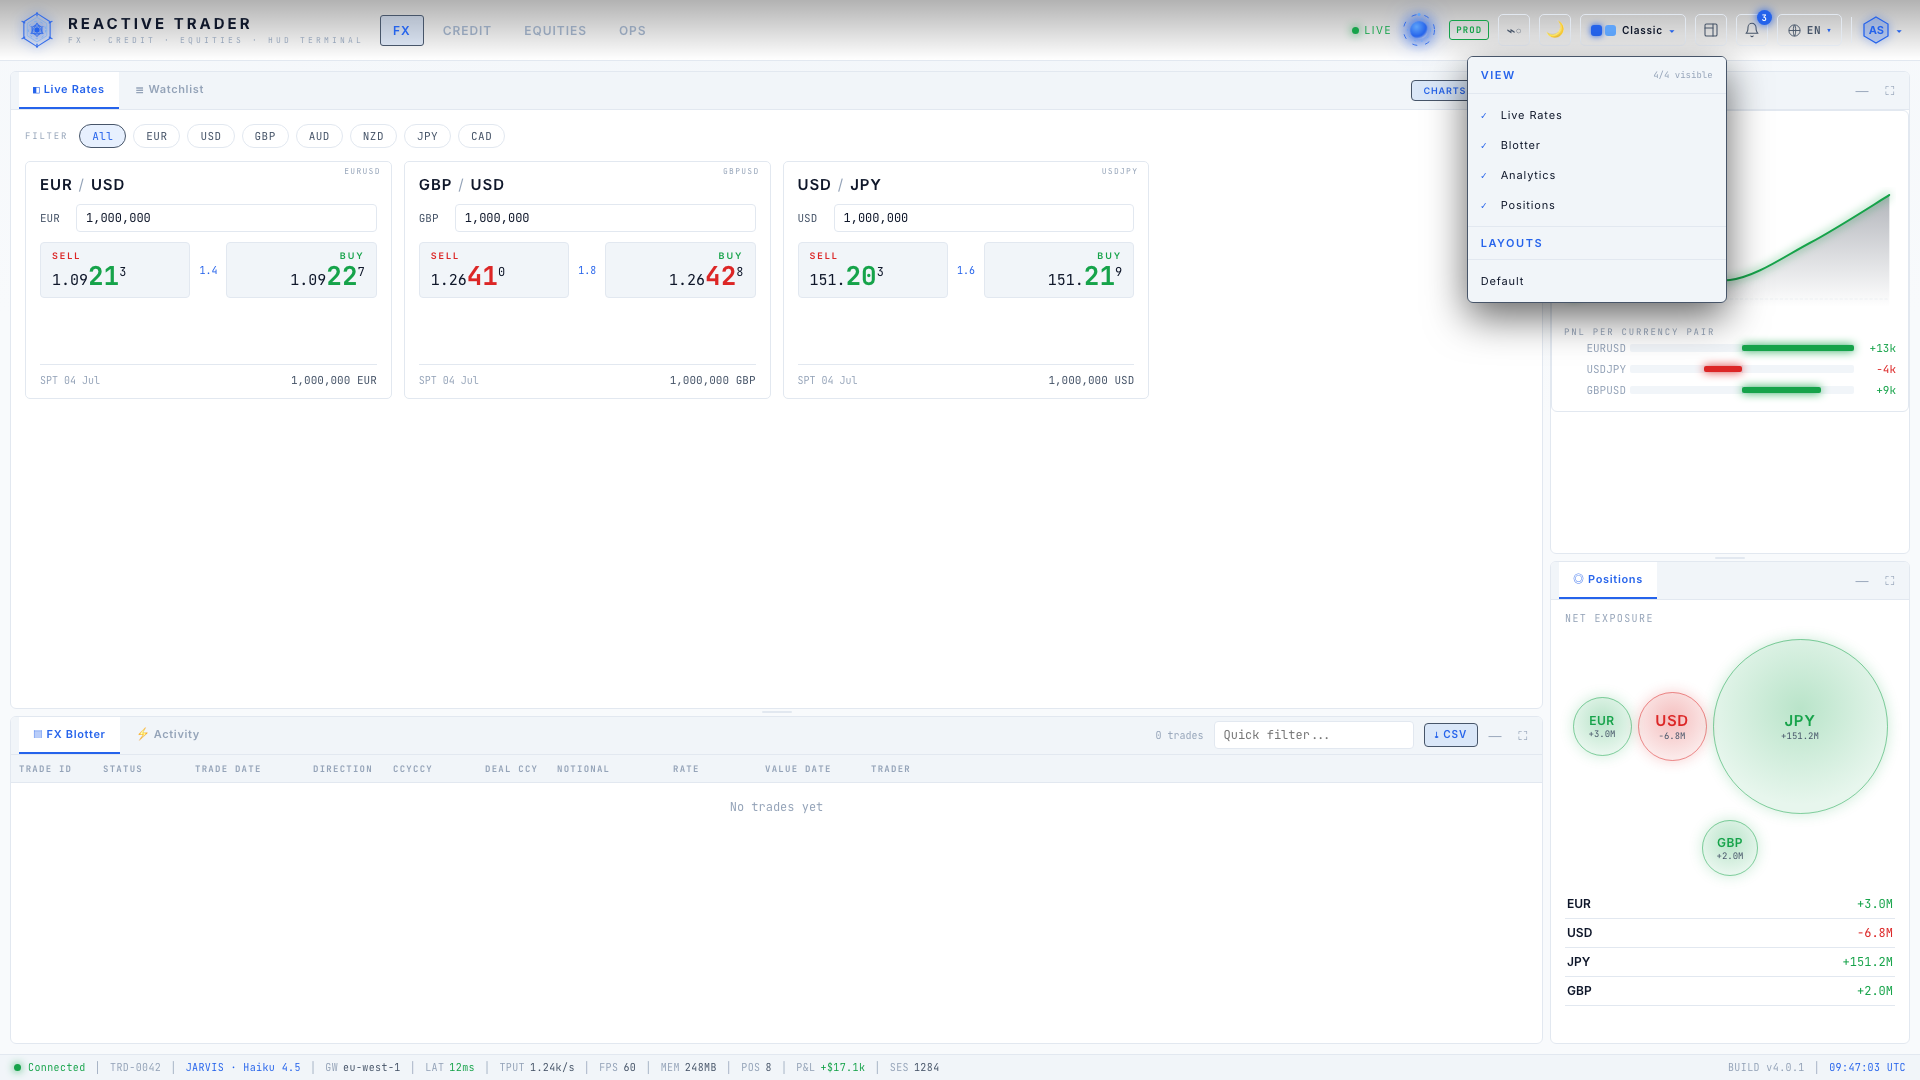 REACTIVE TRADER
FX · CREDIT · EQUITIES · HUD TERMINAL
FX CREDIT EQUITIES OPS
LIVE
PROD
Classic
3
EN
AS
Live Rates
Watchlist
CHARTS
FILTER All EUR USD GBP AUD NZD JPY CAD
EURUSD
EUR / USD
EUR 1,000,000
SELL
1.09213
1.4
BUY
1.09227
SPT 04 Jul 1,000,000 EUR
GBPUSD
GBP / USD
GBP 1,000,000
SELL
1.26410
1.8
BUY
1.26428
SPT 04 Jul 1,000,000 GBP
USDJPY
USD / JPY
USD 1,000,000
SELL
151.203
1.6
BUY
151.219
SPT 04 Jul 1,000,000 USD
VIEW 4/4 visible
✓ Live Rates
✓ Blotter
✓ Analytics
✓ Positions
LAYOUTS
Default
PNL PER CURRENCY PAIR
EURUSD +13k
USDJPY -4k
GBPUSD +9k
Positions
NET EXPOSURE
EUR
+3.0M
USD
-6.8M
JPY
+151.2M
GBP
+2.0M
EUR +3.0M
USD -6.8M
JPY +151.2M
GBP +2.0M
FX Blotter
Activity
0 trades
Quick filter...
↓ CSV
TRADE ID STATUS TRADE DATE DIRECTION CCYCCY DEAL CCY NOTIONAL RATE VALUE DATE TRADER
No trades yet
Connected | TRD-0042 | JARVIS · Haiku 4.5 | GW eu-west-1 | LAT 12ms | TPUT 1.24k/s | FPS 60 | MEM 248MB | POS 8 | P&L +$17.1k | SES 1284
BUILD v4.0.1 | 09:47:03 UTC